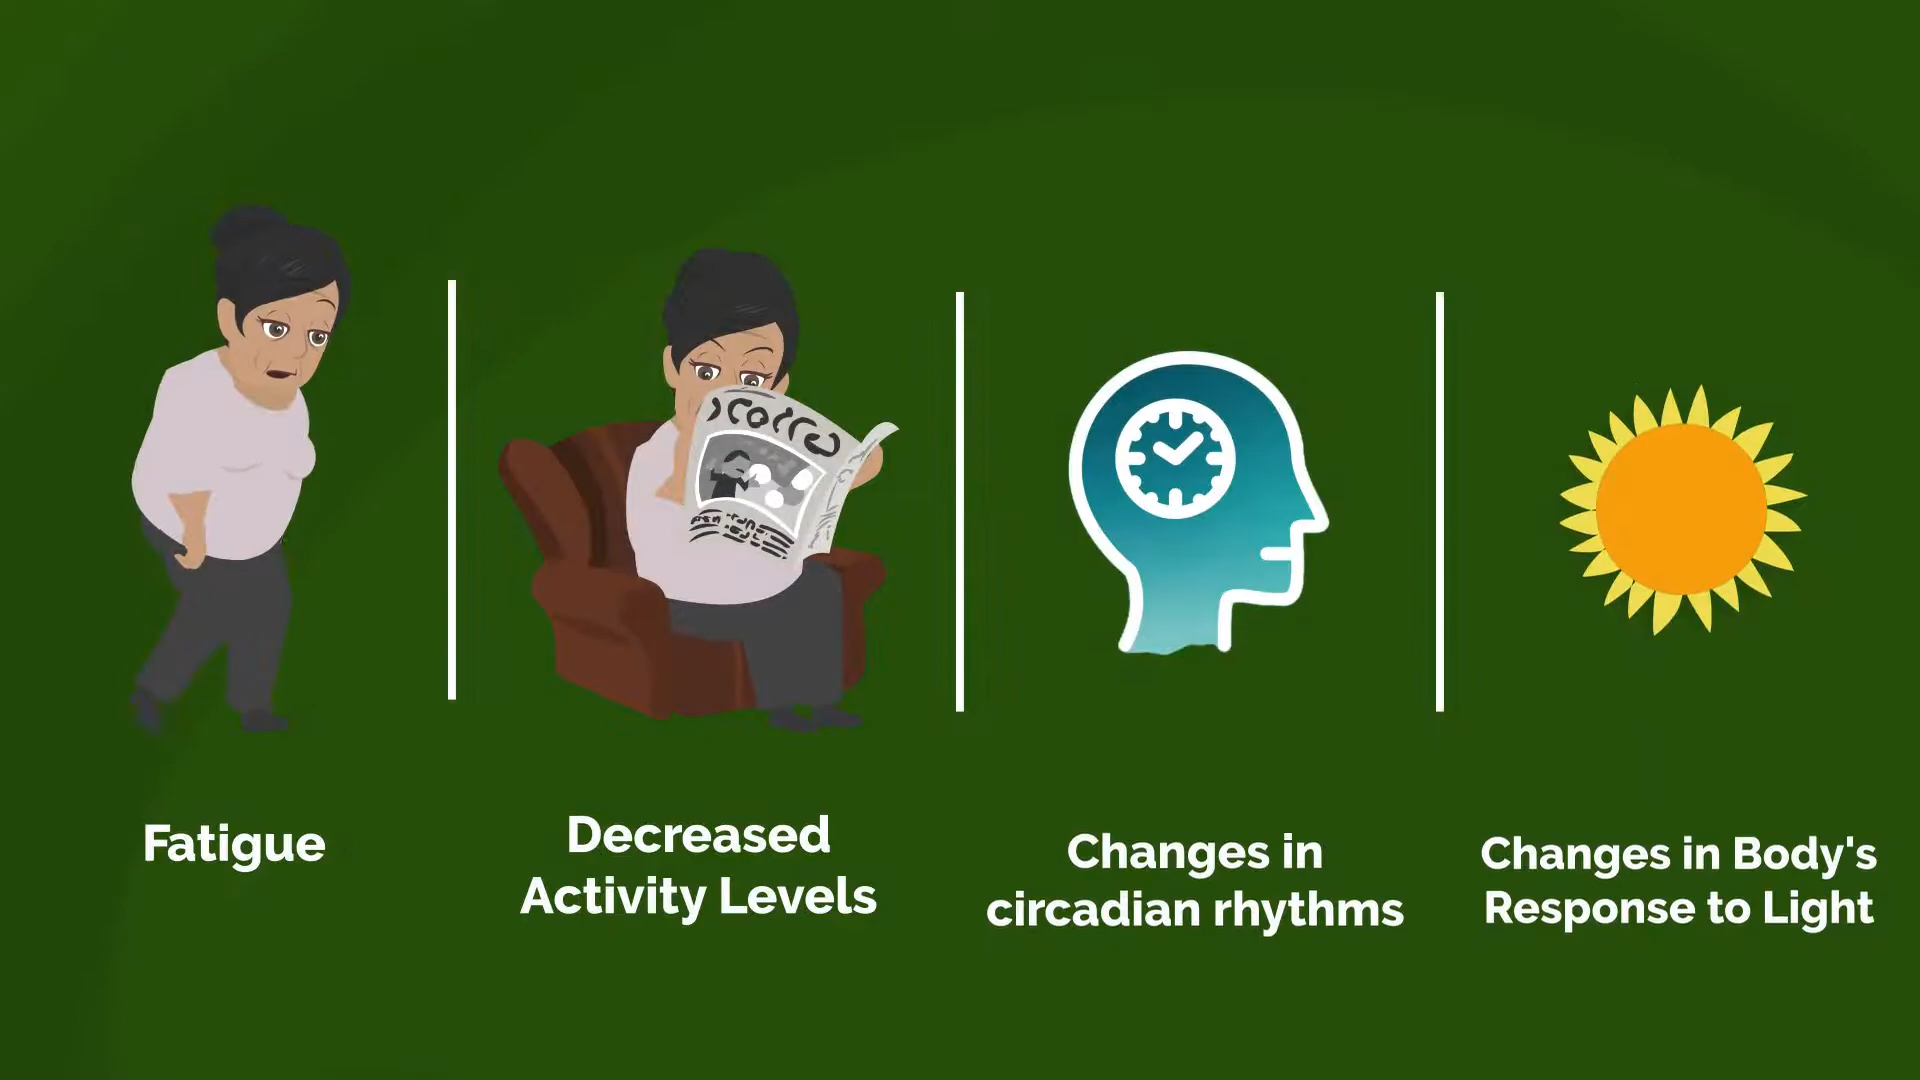 Fatigue
Decreased
Activity Levels
Changes in
circadian rhythms
Changes in Body's
Response to Light